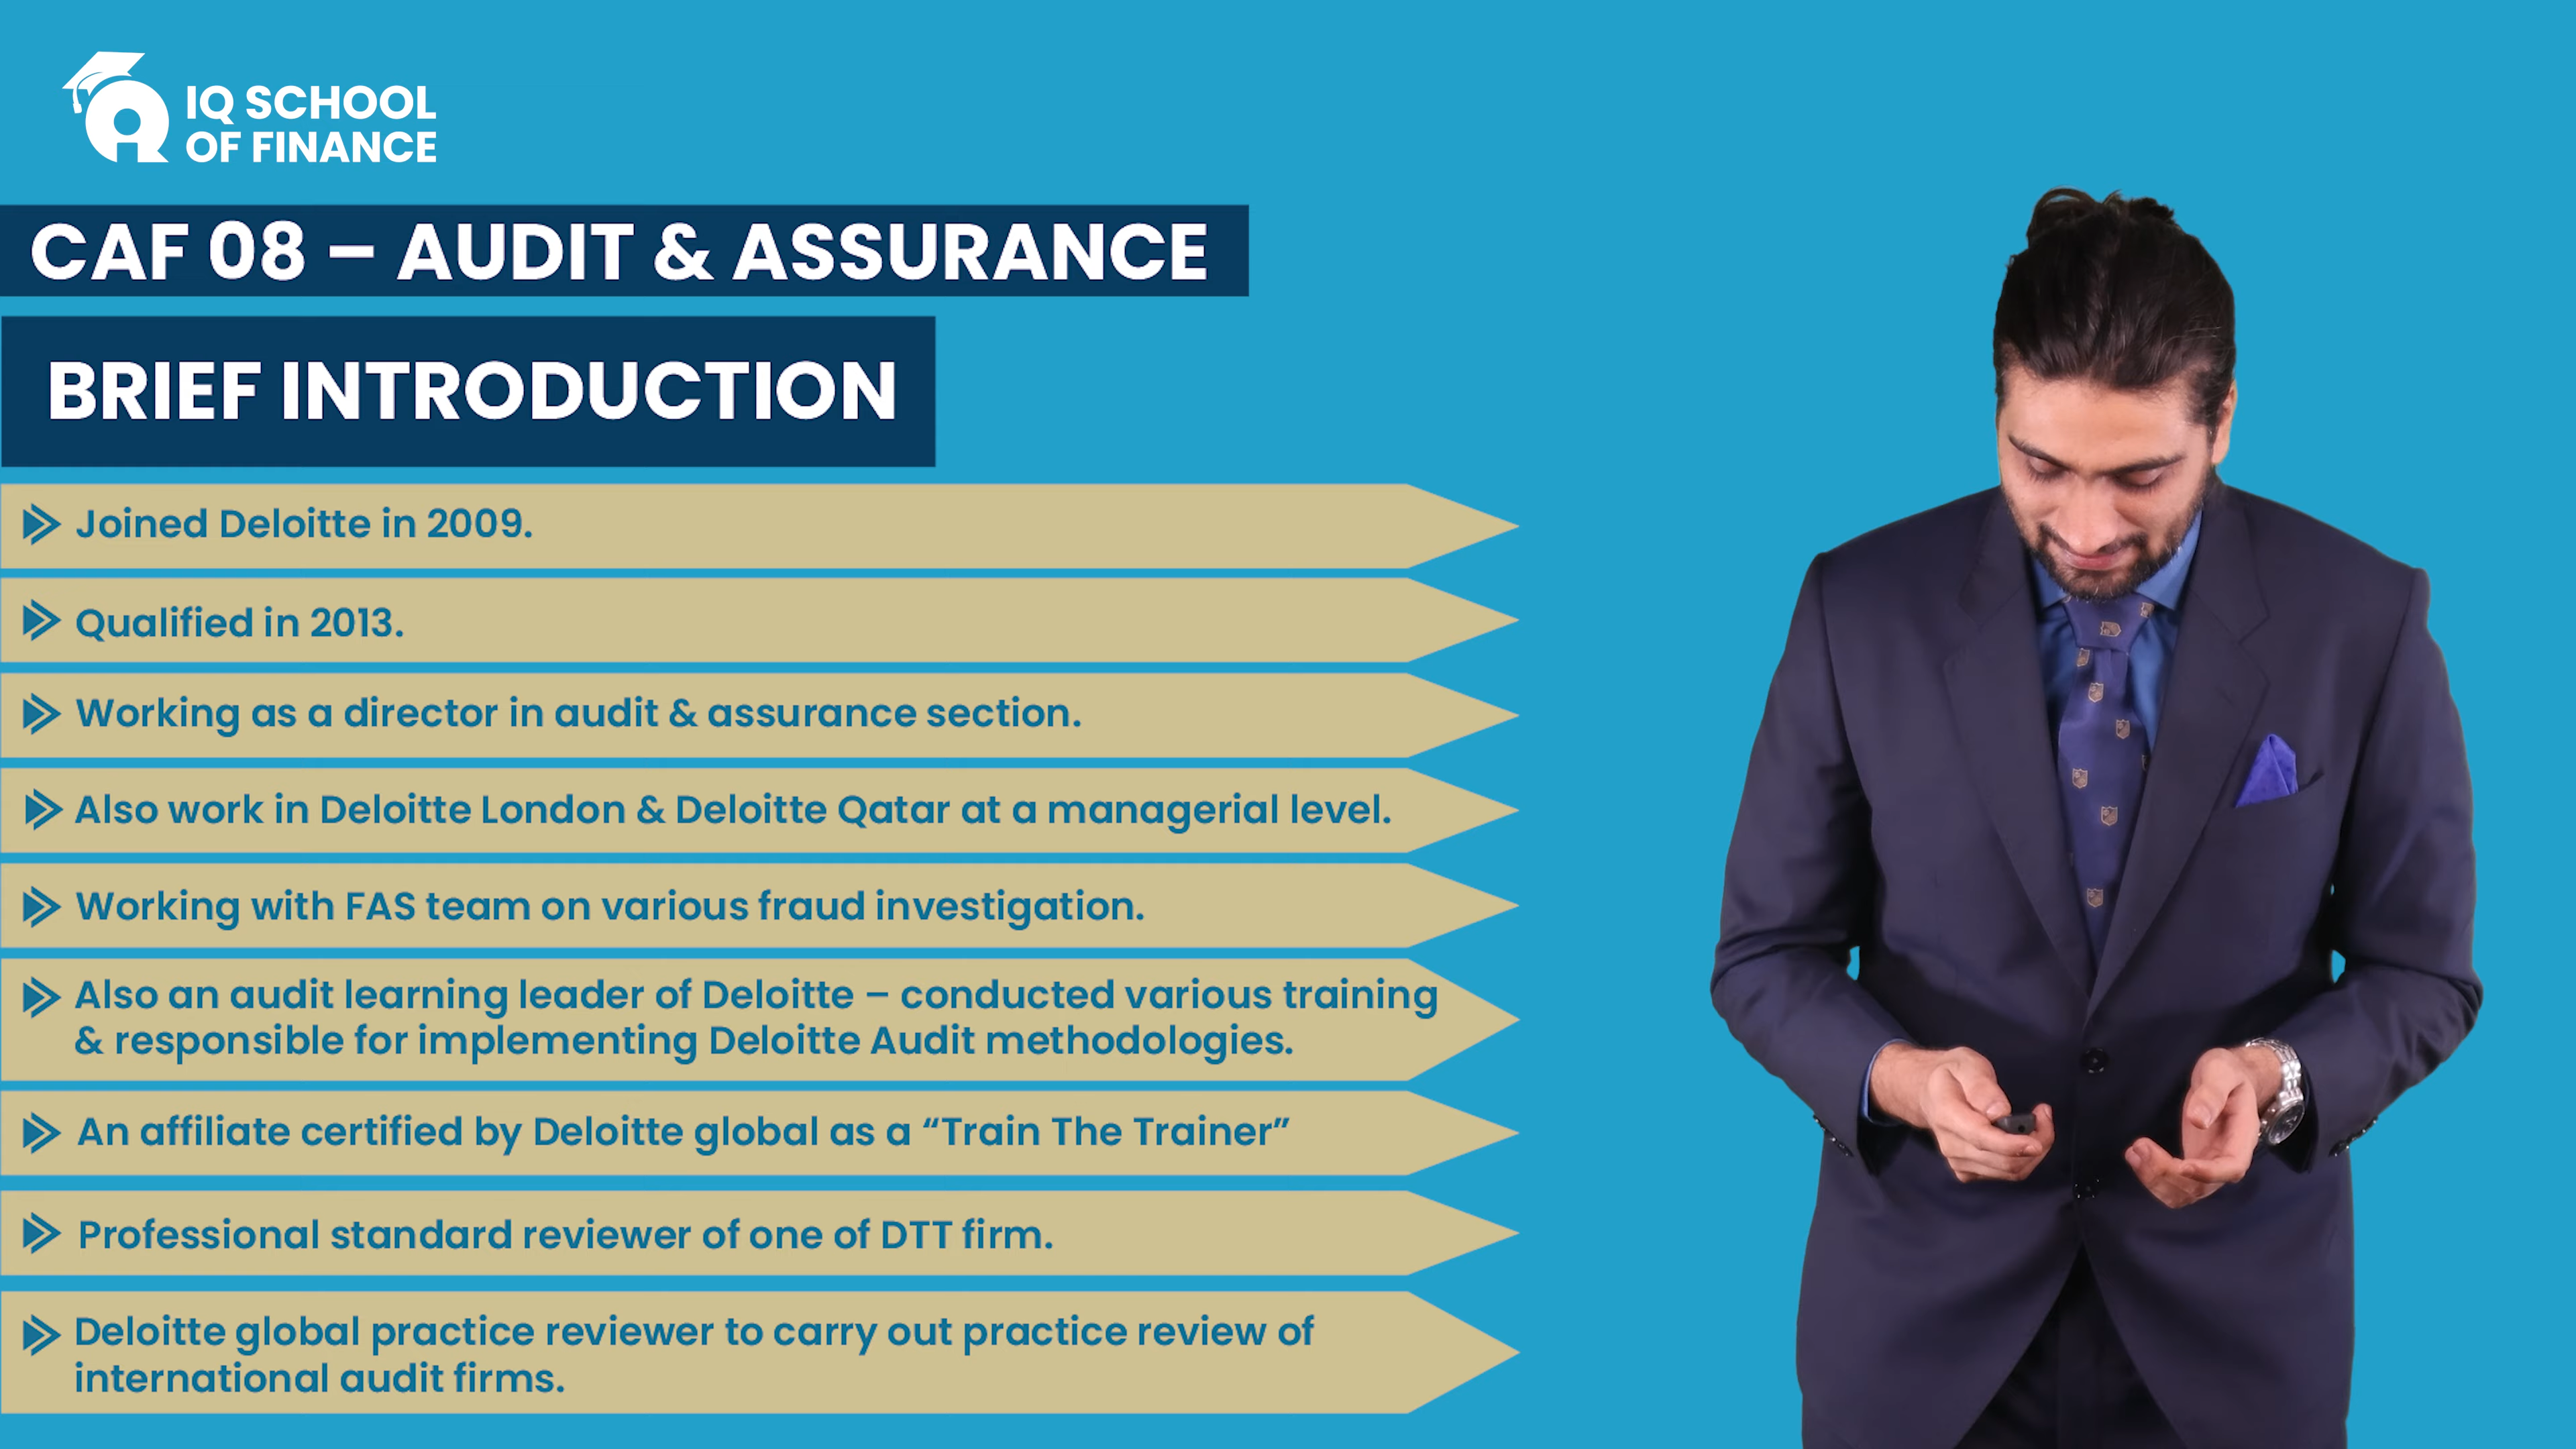 IQ SCHOOL
OF FINANCE
CAF 08 – AUDIT & ASSURANCE
BRIEF INTRODUCTION
Joined Deloitte in 2009.
Qualified in 2013.
Working as a director in audit & assurance section.
Also work in Deloitte London & Deloitte Qatar at a managerial level.
Working with FAS team on various fraud investigation.
Also an audit learning leader of Deloitte – conducted various training
& responsible for implementing Deloitte Audit methodologies.
An affiliate certified by Deloitte global as a “Train The Trainer”
Professional standard reviewer of one of DTT firm.
Deloitte global practice reviewer to carry out practice review of
international audit firms.